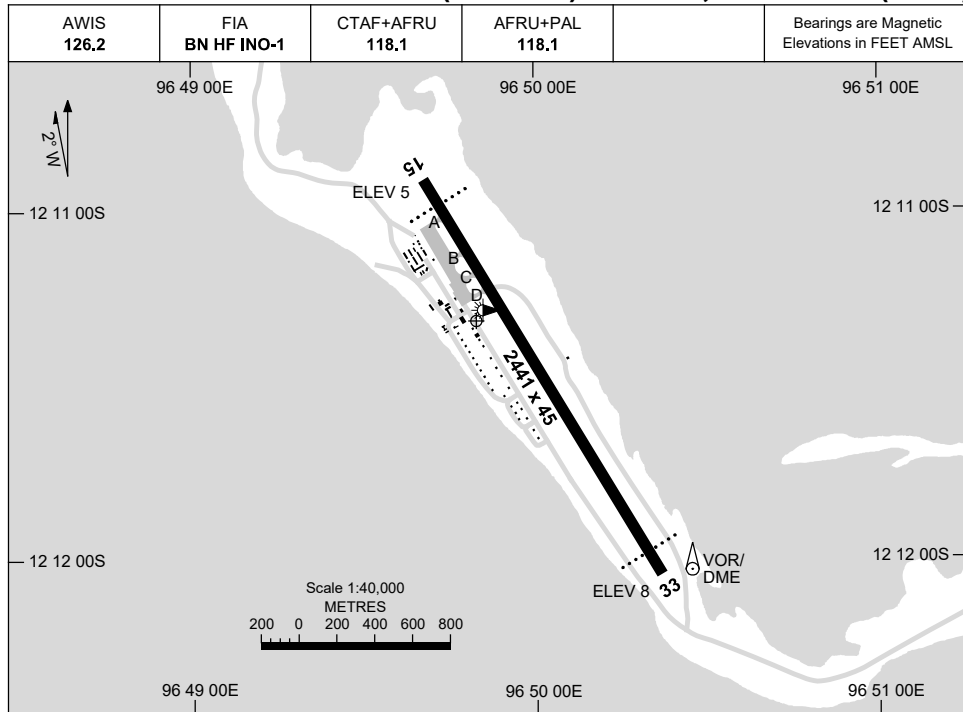 AWIS
126.2
FIA
BN HF INO-1
CTAF+AFRU
118.1
AFRU+PAL
118.1
Bearings are Magnetic
Elevations in FEET AMSL
96 49 00E
96 50 00E
96 51 00E
2° W
15
ELEV 5
12 11 00S
12 11 00S
A
B
C
D
2441 x 45
12 12 00S
12 12 00S
VOR/
DME
ELEV 8
33
Scale 1:40,000
METRES
200 0 200 400 600 800
96 49 00E
96 50 00E
96 51 00E